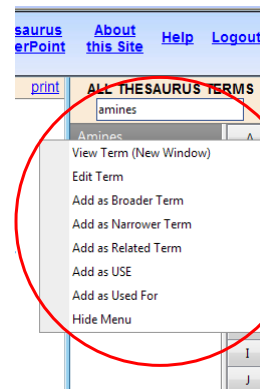 saurus About Help Logout
erPoint this Site
print ALL THESAURUS TERMS
amines
Amines
A
View Term (New Window)
Edit Term
Add as Broader Term
Add as Narrower Term
Add as Related Term
Add as USE
Add as Used For
Hide Menu
I
J